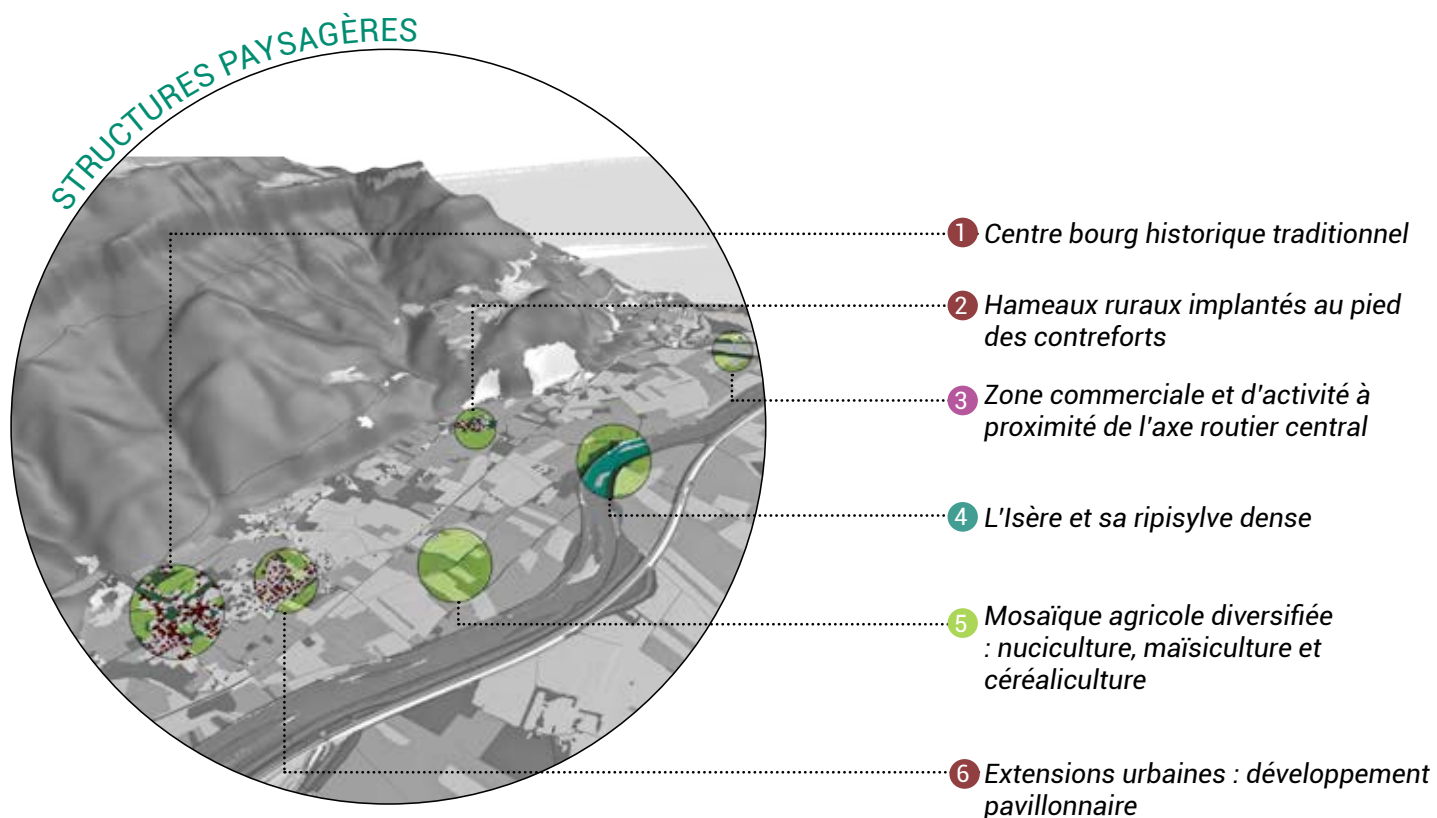 STRUCTURES PAYSAGÈRES
1 Centre bourg historique traditionnel
2 Hameaux ruraux implantés au pied
des contreforts
3 Zone commerciale et d'activité à
proximité de l'axe routier central
4 L'Isère et sa ripisylve dense
5 Mosaïque agricole diversifiée
: nuciculture, maïsiculture et
céréaliculture
6 Extensions urbaines : développement
pavillonnaire